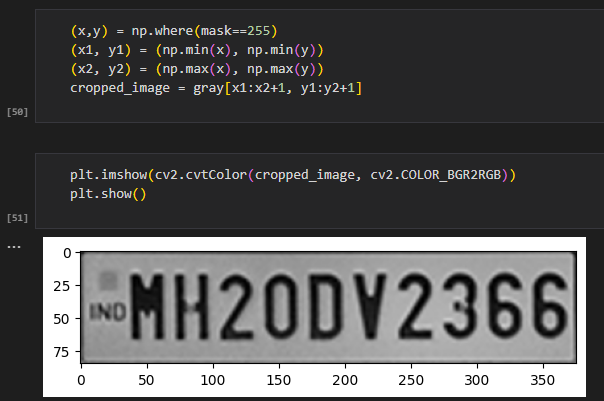 (x,y) = np.where(mask==255)
(x1, y1) = (np.min(x), np.min(y))
(x2, y2) = (np.max(x), np.max(y))
cropped_image = gray[x1:x2+1, y1:y2+1]
[50]
plt.imshow(cv2.cvtColor(cropped_image, cv2.COLOR_BGR2RGB))
plt.show()
[51]
...
0
25
50
75
IND MH20DV2366
0 50 100 150 200 250 300 350